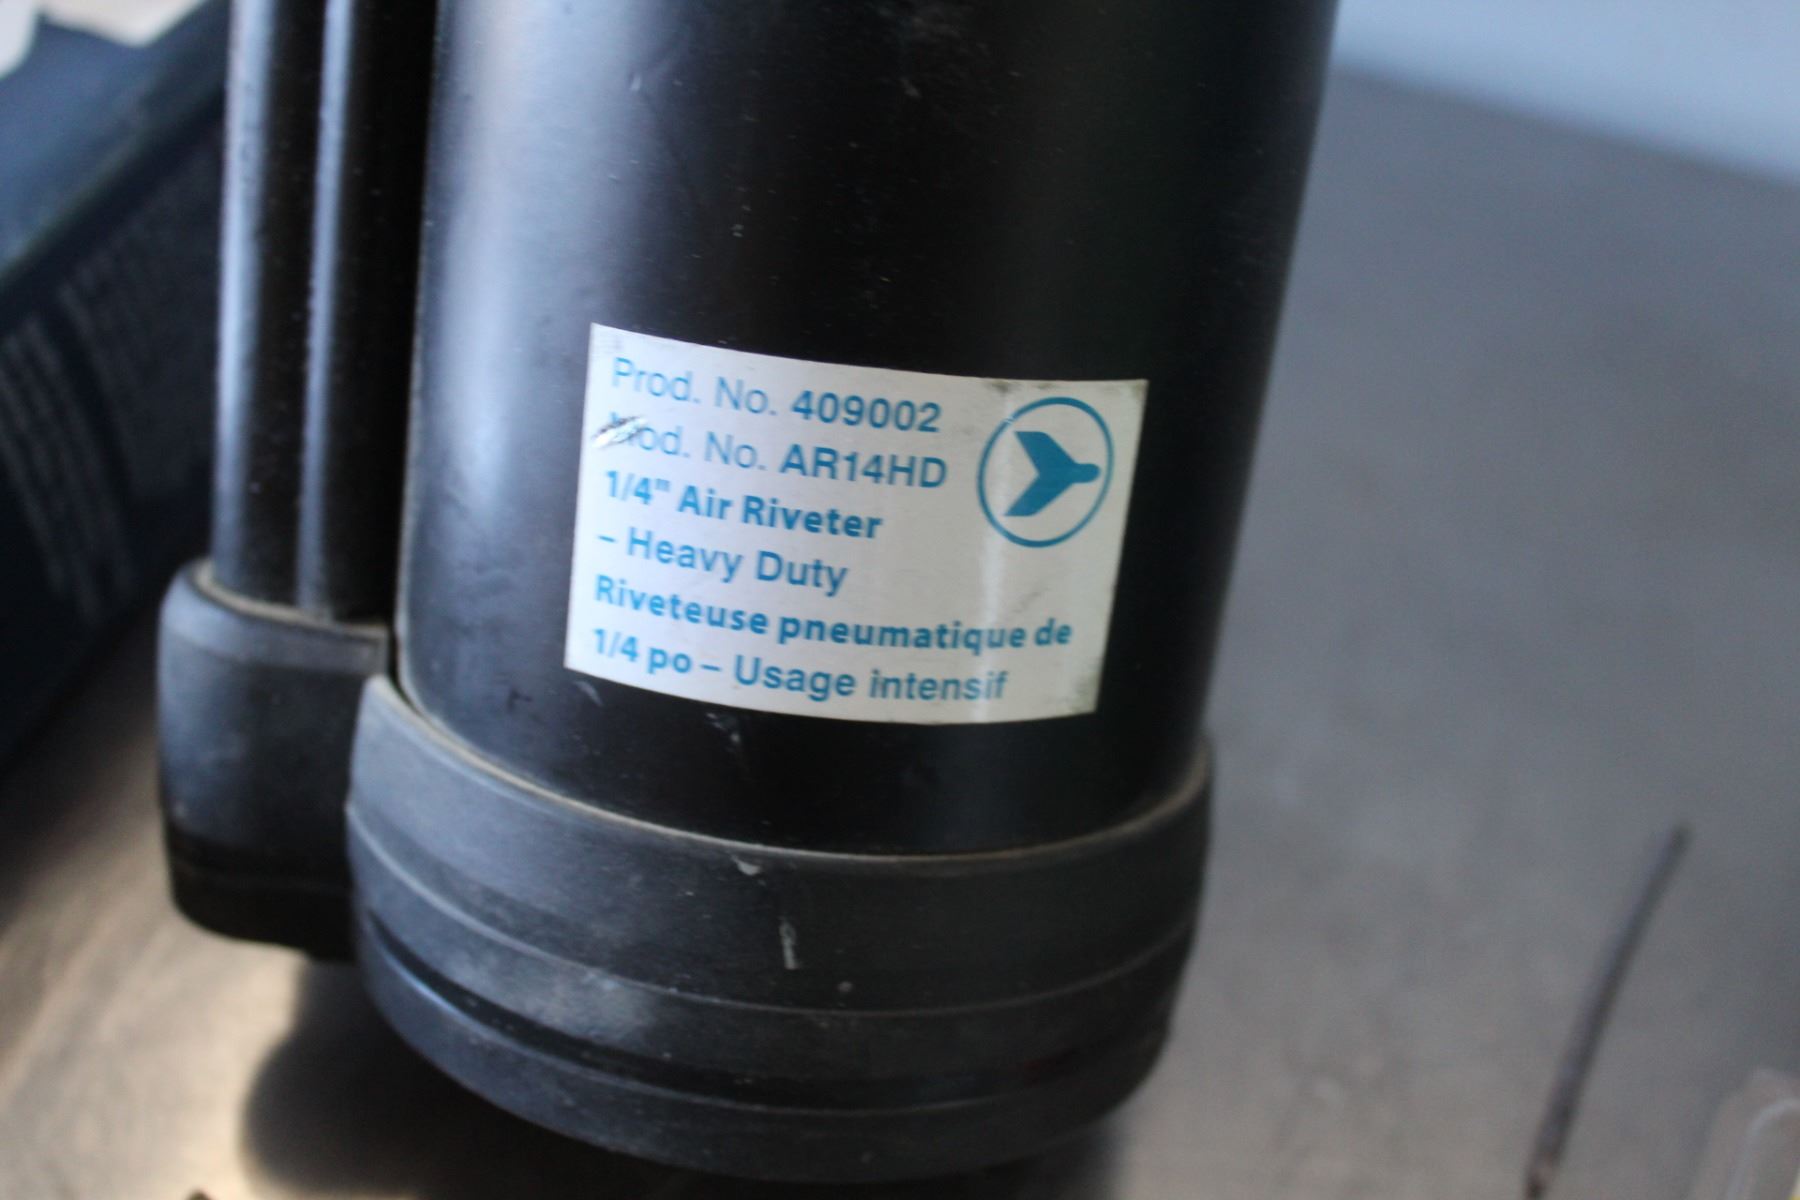 Prod. No. 409002
Mod. No. AR14HD
1/4" Air Riveter
– Heavy Duty
Riveteuse pneumatique de
1/4 po – Usage intensif